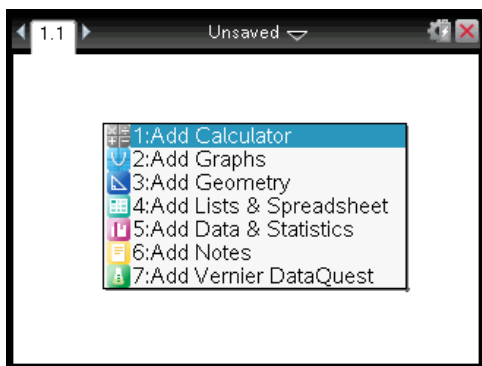 1.1 Unsaved
1:Add Calculator
2:Add Graphs
3:Add Geometry
4:Add Lists & Spreadsheet
5:Add Data & Statistics
6:Add Notes
7:Add Vernier DataQuest